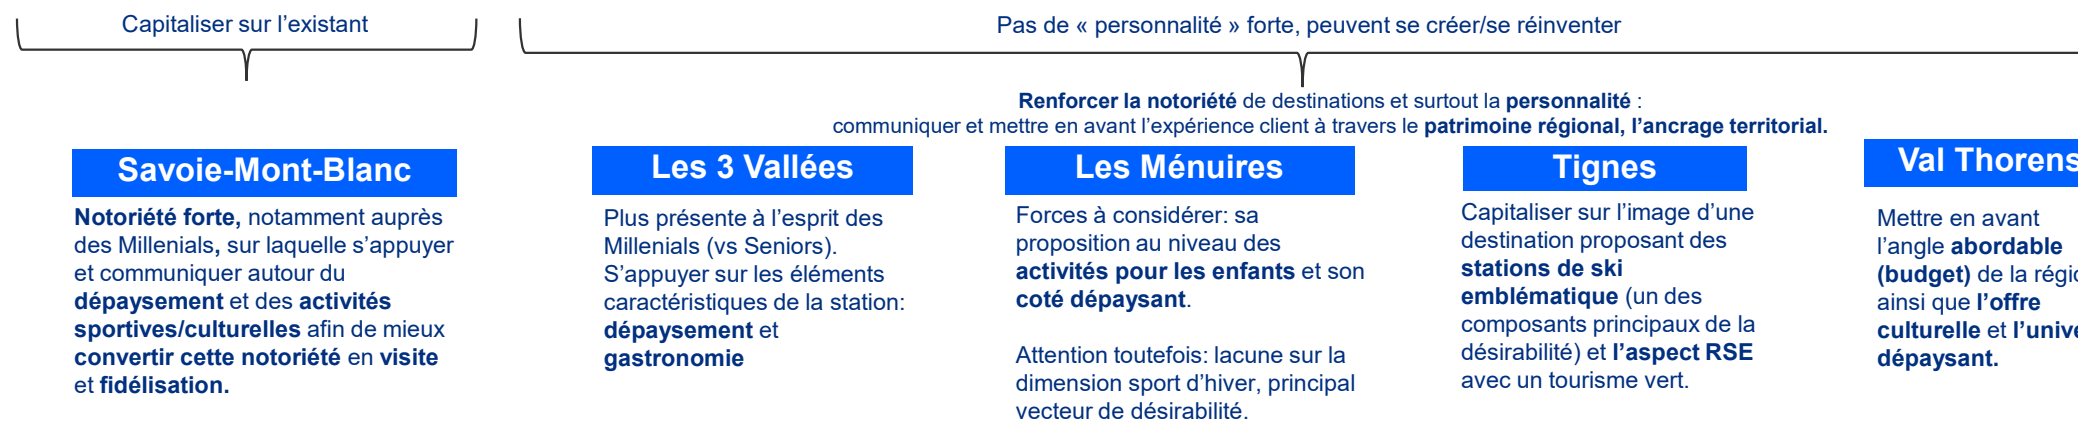 Capitaliser sur l’existant
Pas de « personnalité » forte, peuvent se créer/se réinventer
Renforcer la notoriété de destinations et surtout la personnalité :
communiquer et mettre en avant l’expérience client à travers le patrimoine régional, l’ancrage territorial.
Savoie-Mont-Blanc
Notoriété forte, notamment auprès
des Millenials, sur laquelle s’appuyer
et communiquer autour du
dépaysement et des activités
sportives/culturelles afin de mieux
convertir cette notoriété en visite
et fidélisation.
Les 3 Vallées
Plus présente à l’esprit des
Millenials (vs Seniors).
S’appuyer sur les éléments
caractéristiques de la station:
dépaysement et
gastronomie
Les Ménuires
Forces à considérer: sa
proposition au niveau des
activités pour les enfants et son
coté dépaysant.
Attention toutefois: lacune sur la
dimension sport d’hiver, principal
vecteur de désirabilité.
Tignes
Capitaliser sur l’image d’une
destination proposant des
stations de ski
emblématique (un des
composants principaux de la
désirabilité) et l’aspect RSE
avec un tourisme vert.
Val Thorens
Mettre en avant
l’angle abordable
(budget) de la
ainsi que l’offre
culturelle et
dépaysant.